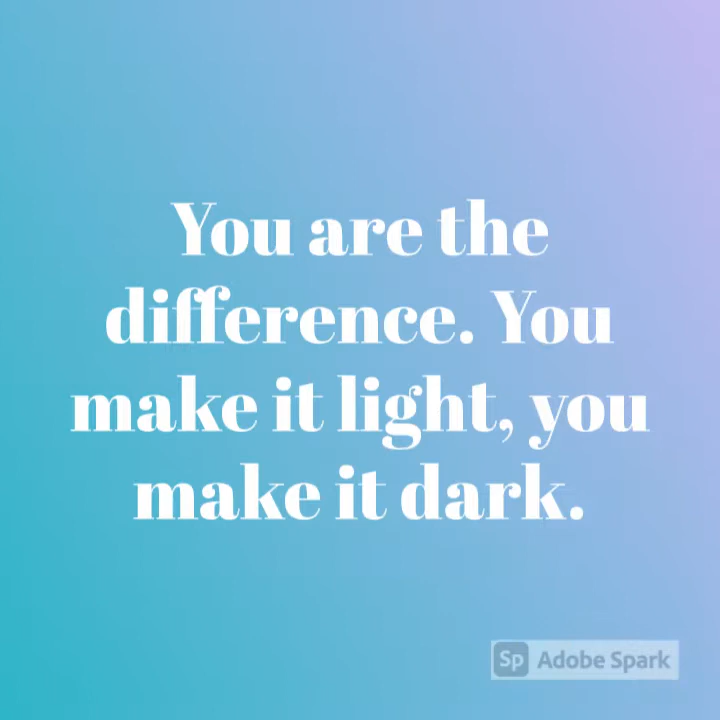 You are the
difference. You
make it light, you
make it dark.
Sp Adobe Spark